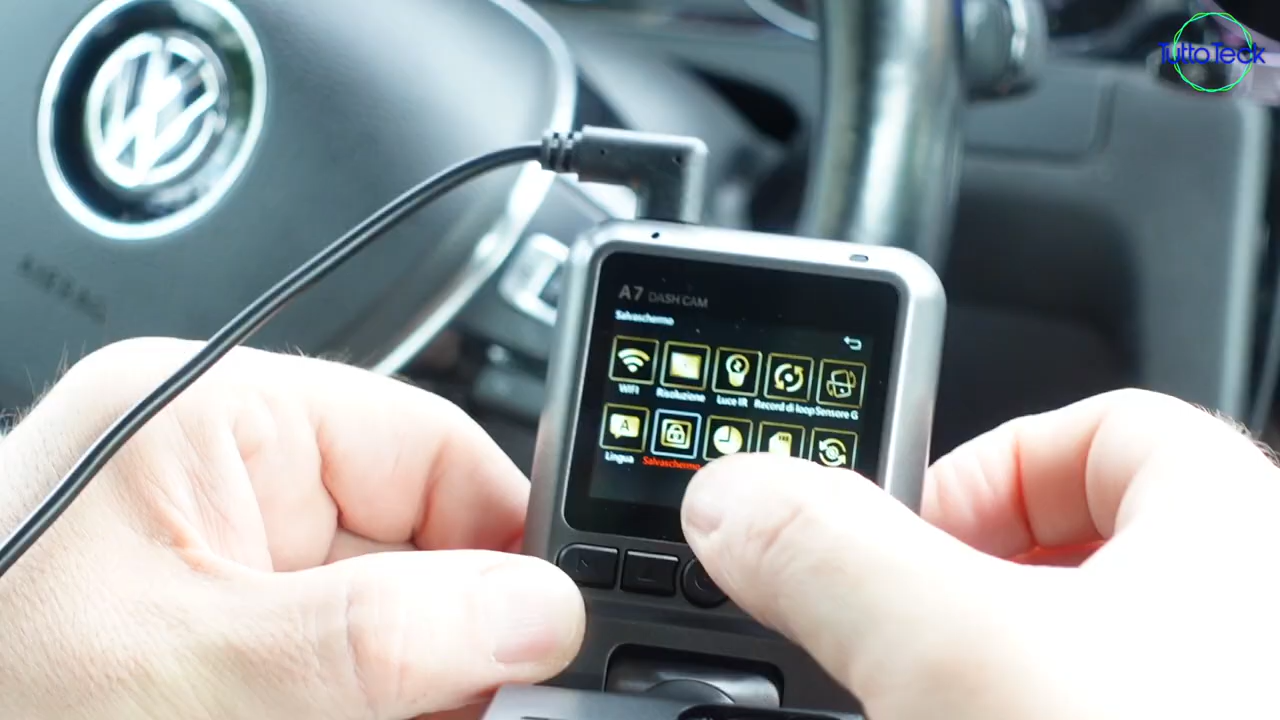 TuttoTeck
A7 DASH CAM
Salvaschermo
WIFI Risoluzione Luce IR Record di loop Sensore G
Lingua Salvaschermo